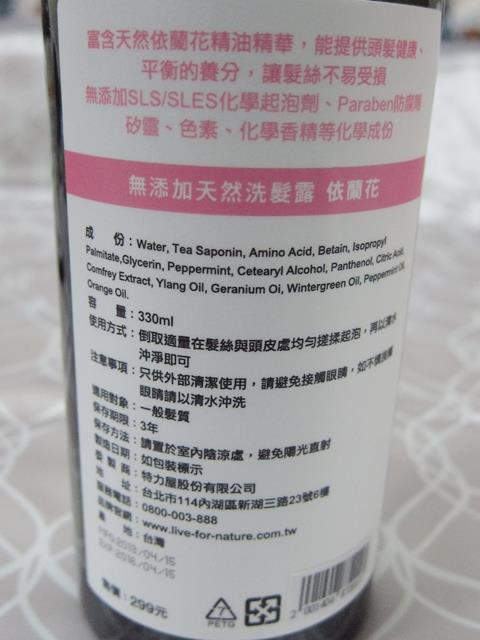 富含天然依蘭花精油精華,能提供頭髮健康、
平衡的養分,讓髮絲不易受損
無添加SLS/SLES化學起泡劑、Paraben防腐劑
矽靈、色素、化學香精等化學成份
無添加天然洗髮露 依蘭花
成 份:Water, Tea Saponin, Amino Acid, Betain, Isopropyl
Palmitate,Glycerin, Peppermint, Cetearyl Alcohol, Panthenol, Citric Acid,
Comfrey Extract, Ylang Oil, Geranium Oi, Wintergreen Oil, Peppermint Oil,
Orange Oil.
容 量:330ml
使用方式:倒取適量在髮絲與頭皮處均勻搓揉起泡,再以清水
沖淨即可
注意事項:只供外部清潔使用,請避免接觸眼睛,如不慎誤觸
眼睛請以清水沖洗
適用對象:一般髮質
保存期限:3年
保存方法:請置於室內陰涼處,避免陽光直射
製造日期:如包裝標示
委 製 商:特力屋股份有限公司
地 址:台北市114內湖區新湖三路23號6樓
服務電話:0800-003-888
品牌官網:www.live-for-nature.com.tw
產 地:台灣
MFG:2013/04/15
EXP:2016/04/15
售價:299元
7
PETG
2 001404